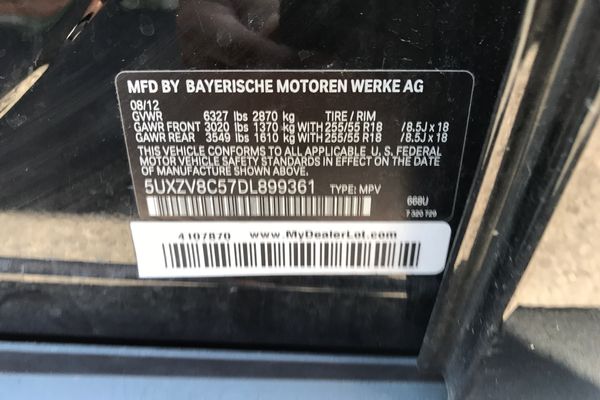 MFD BY BAYERISCHE MOTOREN WERKE AG
08/12
GVWR 6327 lbs 2870 kg TIRE / RIM
GAWR FRONT 3020 lbs 1370 kg WITH 255/55 R18 /8.5J x 18
GAWR REAR 3549 lbs 1610 kg WITH 255/55 R18 /8.5J x 18
THIS VEHICLE CONFORMS TO ALL APPLICABLE U. S. FEDERAL
MOTOR VEHICLE SAFETY STANDARDS IN EFFECT ON THE DATE OF
MANUFACTURE SHOWN ABOVE.
5UXZV8C57DL899361 TYPE: MPV
668U
7 320 729
4107870 www.MyDealerLot.com